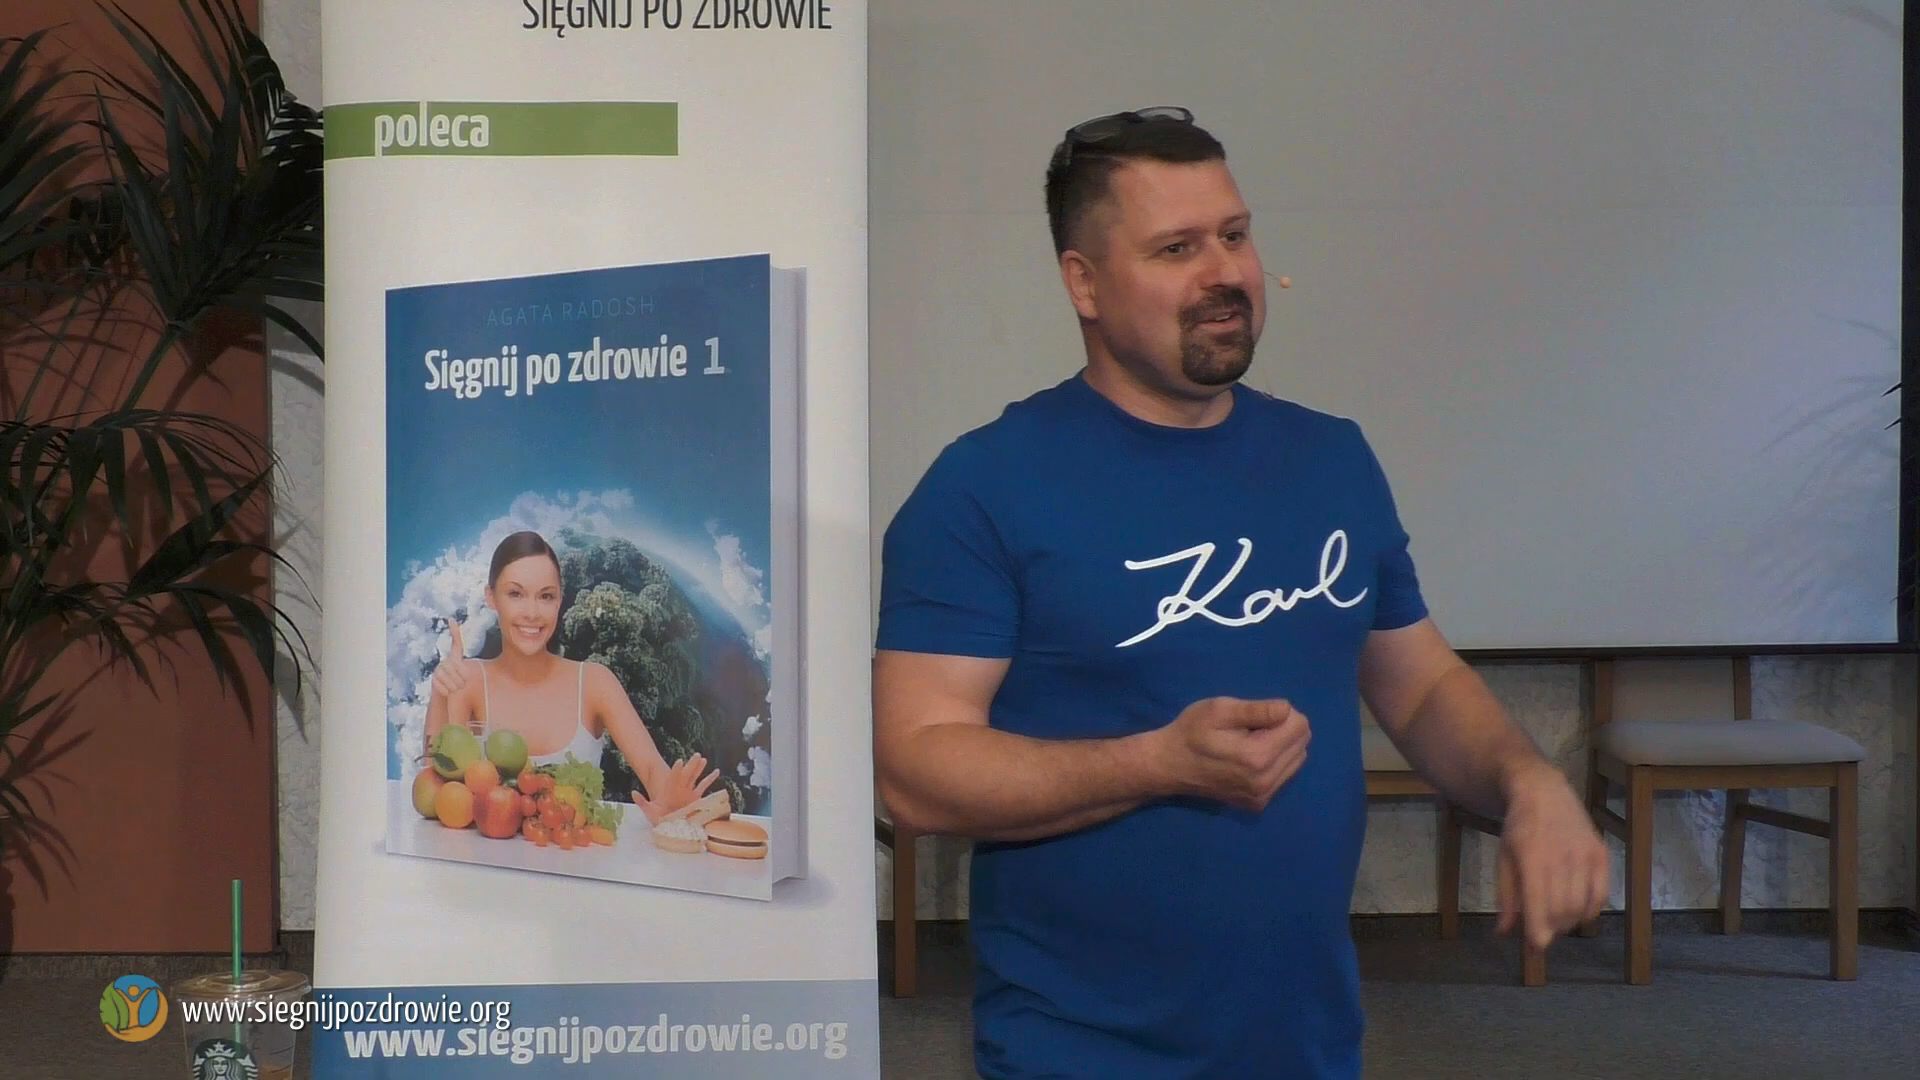 SIĘGNIJ PO ZDROWIE
poleca
AGATA RADOSH
Sięgnij po zdrowie 1
Karl
www.siegnijpozdrowie.org
www.siegnijpozdrowie.org